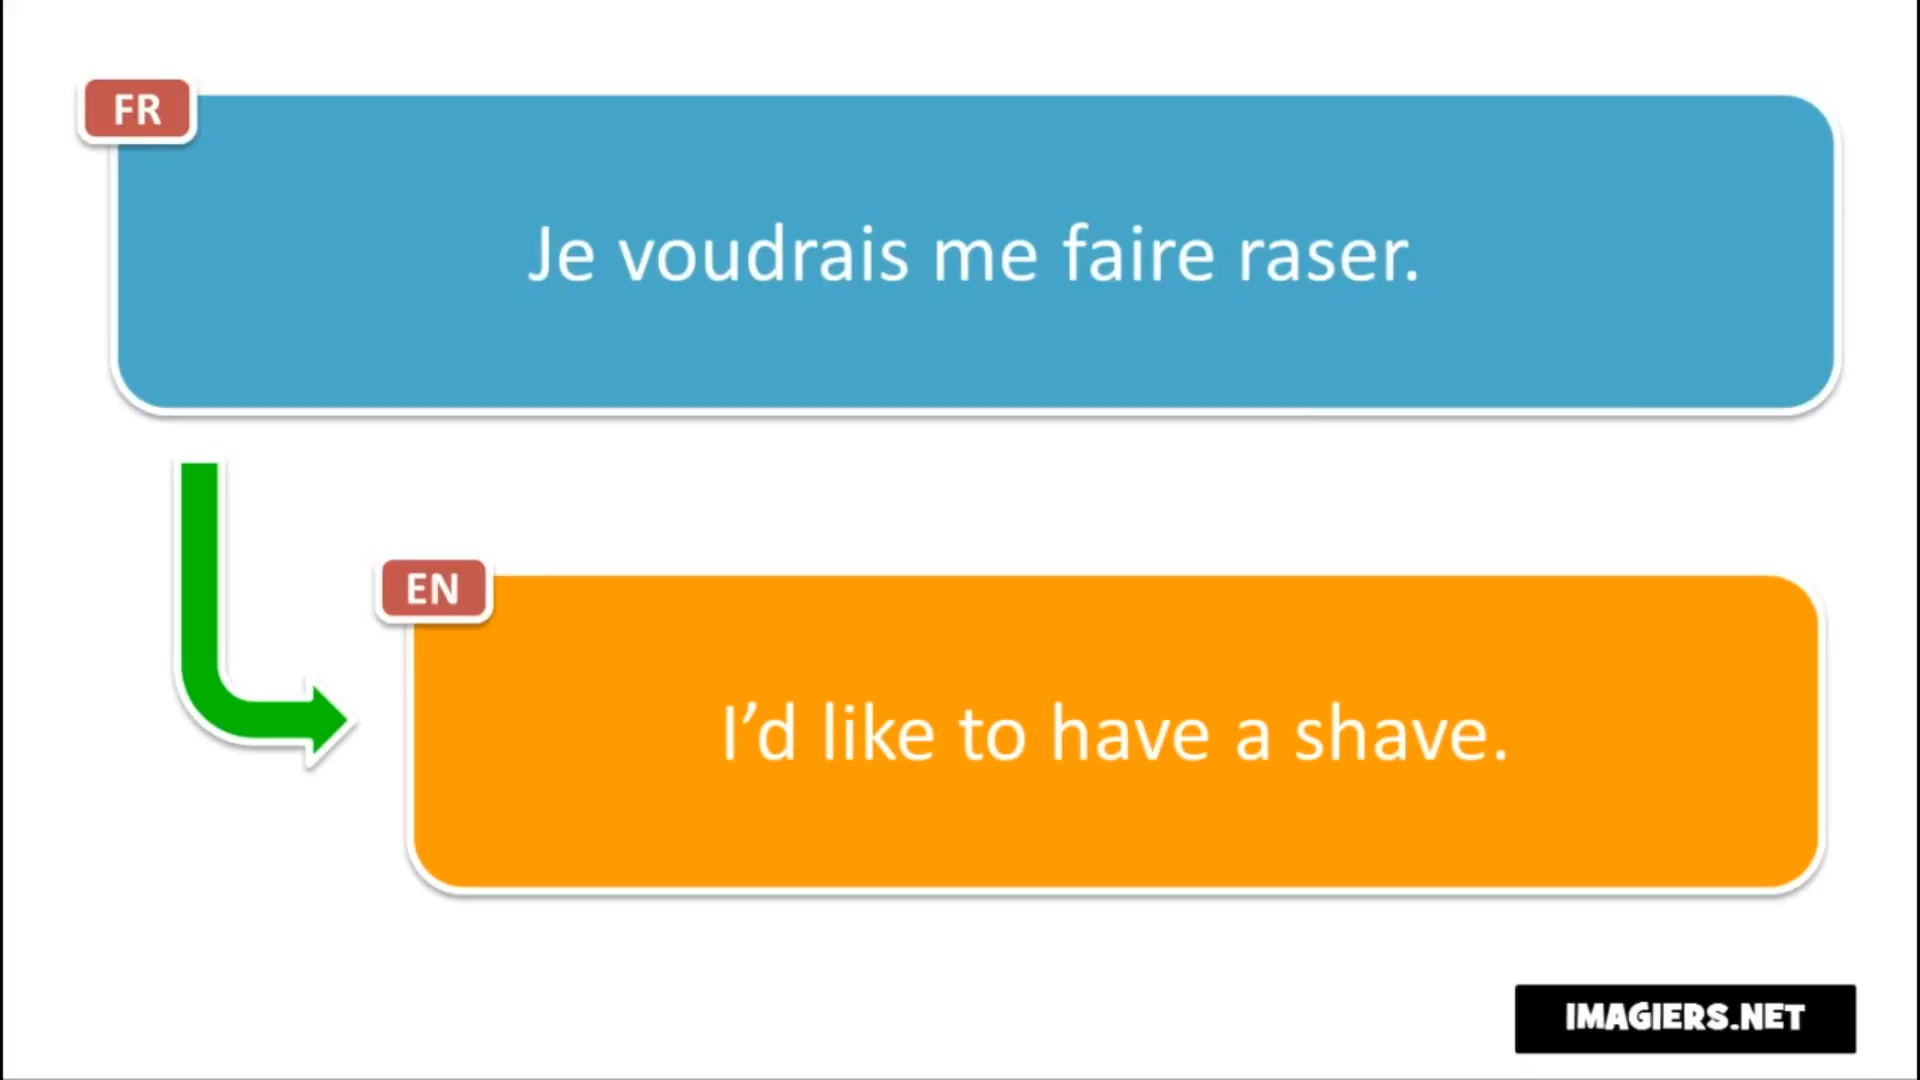 FR
Je voudrais me faire raser.
EN
I’d like to have a shave.
IMAGIERS.NET